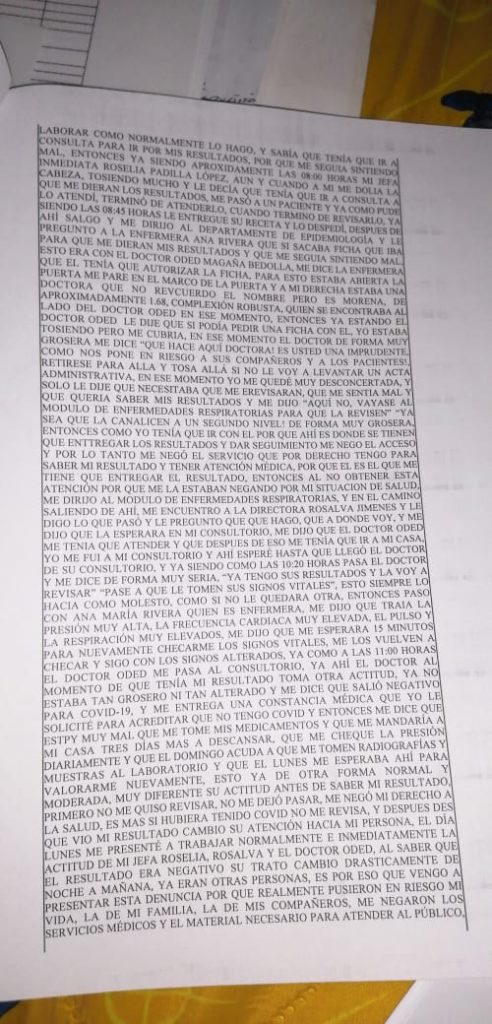 LABORAR COMO NORMALMENTE LO HAGO, Y SABÍA QUE TENÍA QUE IR A
CONSULTA PARA IR POR MIS RESULTADOS, POR QUE ME SEGUIA SINTIENDO
MAL, ENTONCES YA SIENDO APROXIDAMENTE LAS 08:00 HORAS MI JEFA
INMEDIATA ROSELIA PADILLA LÓPEZ, AUN Y CUANDO A MI ME DOLIA LA
CABEZA, TOSIENDO MUCHO Y LE DECÍA QUE TENÍA QUE IR A CONSULTA A
QUE ME DIERAN LOS RESULTADOS, ME PASÓ A UN PACIENTE Y YA COMO PUDE
LO ATENDÍ, TERMINÓ DE ATENDERLO, CUANDO TERMINO DE REVISARLO, YA
SIENDO LAS 08:45 HORAS LE ENTREGUE SU RECETA Y LO DESPEDÍ, DESPUES DE
AHÍ SALGO Y ME DIRIJO AL DEPARTAMENTO DE EPIDEMIOLOGÍA Y LE
PREGUNTO A LA ENFERMERA ANA RIVERA QUE SI SACABA FICHA QUE IBA
PARA QUE ME DIERAN MIS RESULTADOS Y QUE ME SEGUIA SINTIENDO MAL,
ESTO ERA CON EL DOCTOR ODED MAGAÑA BEDOLLA, ME DICE LA ENFERMERA
QUE EL TENÍA QUE AUTORIZAR LA FICHA, PARA ESTO ESTABA ABIERTA LA
PUERTA ME PARE EN EL MARCO DE LA PUERTA Y A MI DERECHA ESTABA UNA
DOCTORA QUE NO REVCUERDO EL NOMBRE PERO ES MORENA, DE
APROXIMADAMENTE 1.68, COMPLEXIÓN ROBUSTA, QUIEN SE ENCONTRABA AL
LADO DEL DOCTOR ODED EN ESE MOMENTO, ENTONCES YA ESTANDO EL
DOCTOR ODED LE DIJE QUE SI PODÍA PEDIR UNA FICHA CON EL, YO ESTABA
TOSIENDO PERO ME CUBRIA, EN ESE MOMENTO EL DOCTOR DE FORMA MUY
GROSERA ME DICE "QUE HACE AQUÍ DOCTORA! ES USTED UNA IMPRUDENTE,
COMO NOS PONE EN RIESGO A SUS COMPAÑEROS Y A LOS PACIENTES!,
RETIRESE PARA ALLA Y TOSA ALLÁ SI NO LE VOY A LEVANTAR UN ACTA
ADMINISTRATIVA, EN ESE MOMENTO YO ME QUEDÉ MUY DESCONCERTADA, Y
SOLO LE DIJE QUE NECESITABA QUE ME EREVISARAN, QUE ME SENTIA MAL Y
QUE QUERIA SABER MIS RESULTADOS Y ME DIJO "AQUÍ NO, VAYASE AL
MODULO DE ENFERMEDADES RESPIRATORIAS PARA QUE LA REVISEN" "YA
SEA QUE LA CANALICEN A UN SEGUNDO NIVEL! DE FORMA MUY GROSERA,
ENTONCES COMO YO TENÍA QUE IR CON EL POR QUE AHÍ ES DONDE SE TIENEN
QUE ENTTREGAR LOS RESULTADOS Y DAR SEGUIMIENTO ME NEGO EL ACCESO
Y POR LO TANTO ME NEGÓ EL SERVICIO QUE POR DERECHO TENGO PARA
SABER MI RESULTADO Y TENER ATENCIÓN MÉDICA, POR QUE EL ES EL QUE ME
TIENE QUE ENTREGAR EL RESULTADO, ENTONCES AL NO OBTENER ESTA
ATENCIÓN POR QUE ME LA ESTABAN NEGANDO POR MI SITUACION DE SALUD,
ME DIRIJO AL MODULO DE ENFERMEDADES RESPIRATORIAS, Y EN EL CAMINO
SALIENDO DE AHÍ, ME ENCUENTRO A LA DIRECTORA ROSALVA JIMENES Y LE
DIGO LO QUE PASÓ Y LE PREGUNTO QUE QUE HAGO, QUE A DONDE VOY, Y ME
DIJO QUE LA ESPERARA EN MI CONSULTORIO, ME DIJO QUE EL DOCTOR ODED
ME TENIA QUE ATENDER Y QUE DESPUES DE ESO ME TENÍA QUE IR A MI CASA,
YO ME FUI A MI CONSULTORIO Y AHÍ ESPERÉ HASTA QUE LLEGÓ EL DOCTOR
DE SU CONSULTORIO, Y YA SIENDO COMO LAS 10:20 HORAS PASA EL DOCTOR
Y ME DICE DE FORMA MUY SERIA, "YA TENGO SUS RESULTADOS Y LA VOY A
REVISAR" "PASE A QUE LE TOMEN SUS SIGNOS VITALES", ESTO SIEMPRE LO
HACIA COMO MOLESTO, COMO SI NO LE QUEDARA OTRA, ENTONCES PASO
CON ANA MARÍA RIVERA QUIEN ES ENFERMERA, ME DIJO QUE TRAIA LA
PRESIÓN MUY ALTA, LA FRECUENCIA CARDIACA MUY ELEVADA, EL PULSO Y
LA RESPIRACIÓN MUY ELEVADOS, ME DIJO QUE ME ESPERARA 15 MINUTOS
PARA NUEVAMENTE CHECARME LOS SIGNOS VITALES, ME LOS VUELVEN A
CHECAR Y SIGO CON LOS SIGNOS ALTERADOS, YA COMO A LAS 11:00 HORAS
EL DOCTOR ODED ME PASA AL CONSULTORIO, YA AHÍ EL DOCTOR AL
MOMENTO DE QUE TENÍA MI RESULTADO TOMA OTRA ACTITUD, YA NO
ESTABA TAN GROSERO NI TAN ALTERADO Y ME DICE QUE SALIÓ NEGATIVO
PARA COVID-19, Y ME ENTREGA UNA CONSTANCIA MÉDICA QUE YO LE
SOLICITÉ PARA ACREDITAR QUE NO TENGO COVID Y ENTONCES ME DICE QUE
ESTPY MUY MAL QUE ME TOME MIS MEDICAMENTOS Y QUE ME MANDARÍA A
MI CASA TRES DÍAS MAS A DESCANSAR, QUE ME CHEQUE LA PRESIÓN
DIARIAMENTE Y QUE EL DOMINGO ACUDA A QUE ME TOMEN RADIOGRAFÍAS Y
MUESTRAS AL LABORATORIO Y QUE EL LUNES ME ESPERABA AHÍ PARA
VALORARME NUEVAMENTE, ESTO YA DE OTRA FORMA NORMAL Y
MODERADA, MUY DIFERENTE SU ACTITUD ANTES DE SABER MI RESULTADO,
PRIMERO NO ME QUISO REVISAR, NO ME DEJÓ PASAR, ME NEGÓ MI DERECHO A
LA SALUD, ES MAS SI HUBIERA TENIDO COVID NO ME REVISA, Y DESPUES DES
QUE VIO MI RESULTADO CAMBIO SU ATENCIÓN HACIA MI PERSONA, EL DÍA
LUNES ME PRESENTÉ A TRABAJAR NORMALMENTE E INMEDIATAMENTE LA
ACTITUD DE MI JEFA ROSELIA, ROSALVA Y EL DOCTOR ODED, AL SABER QUE
EL RESULTADO ERA NEGATIVO SU TRATO CAMBIO DRASTICAMENTE DE
NOCHE A MAÑANA, YA ERAN OTRAS PERSONAS, ES POR ESO QUE VENGO A
PRESENTAR ESTA DENUNCIA POR QUE REALMENTE PUSIERON EN RIESGO MI
VIDA, LA DE MI FAMILIA, LA DE MIS COMPAÑEROS, ME NEGARON LOS
SERVICIOS MÉDICOS Y EL MATERIAL NECESARIO PARA ATENDER AL PÚBLICO,